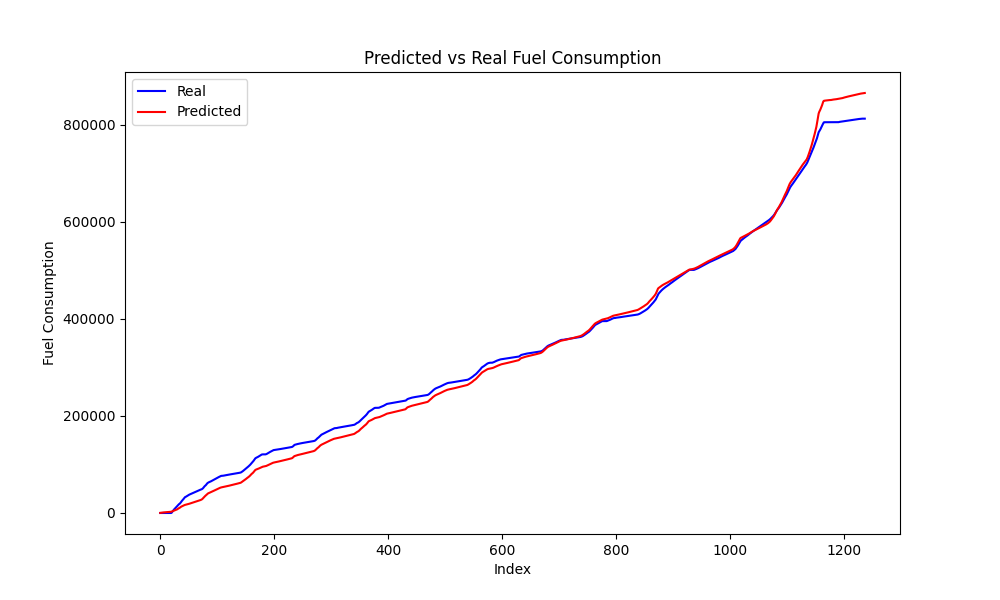 Predicted vs Real Fuel Consumption
Real
Predicted
Fuel Consumption
800000
600000
400000
200000
0
0 200 400 600 800 1000 1200
Index